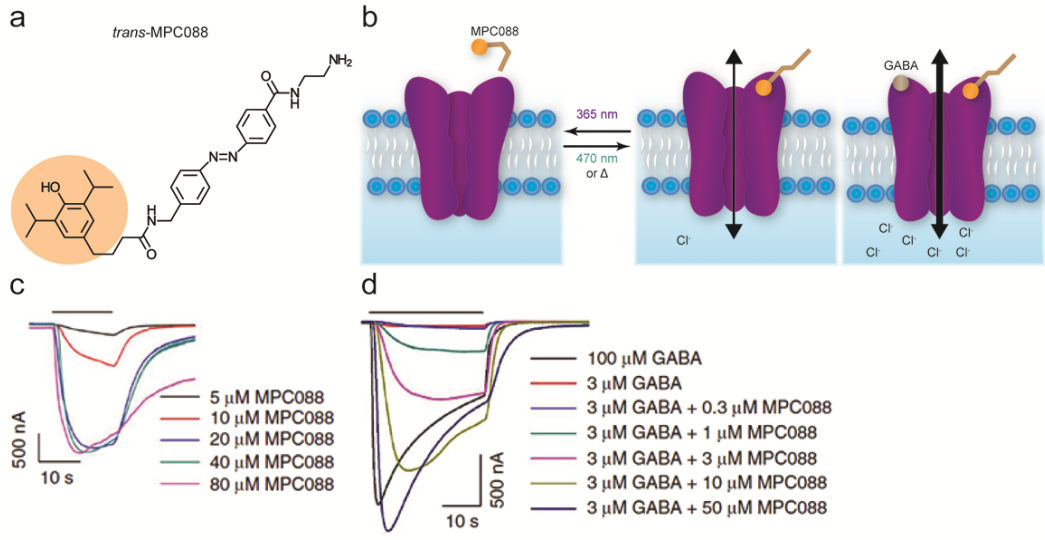 a
trans-MPC088
NH₂
O
N
H
N
N
HO
H
N
O
b
MPC088
365 nm
470 nm
or Δ
Cl⁻
GABA
Cl⁻
Cl⁻
Cl⁻
Cl⁻
Cl⁻
Cl⁻
c
5 µM MPC088
10 µM MPC088
20 µM MPC088
40 µM MPC088
80 µM MPC088
500 nA
10 s
d
100 µM GABA
3 µM GABA
3 µM GABA + 0.3 µM MPC088
3 µM GABA + 1 µM MPC088
3 µM GABA + 3 µM MPC088
3 µM GABA + 10 µM MPC088
3 µM GABA + 50 µM MPC088
500 nA
10 s